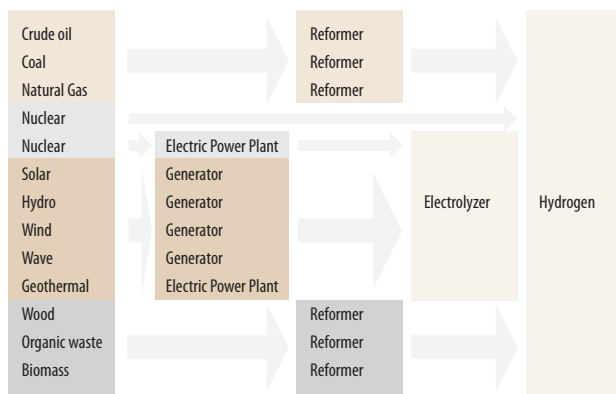 Crude oil Reformer
Coal Reformer
Natural Gas Reformer
Nuclear
Nuclear Electric Power Plant
Solar Generator
Hydro Generator Electrolyzer Hydrogen
Wind Generator
Wave Generator
Geothermal Electric Power Plant
Wood Reformer
Organic waste Reformer
Biomass Reformer